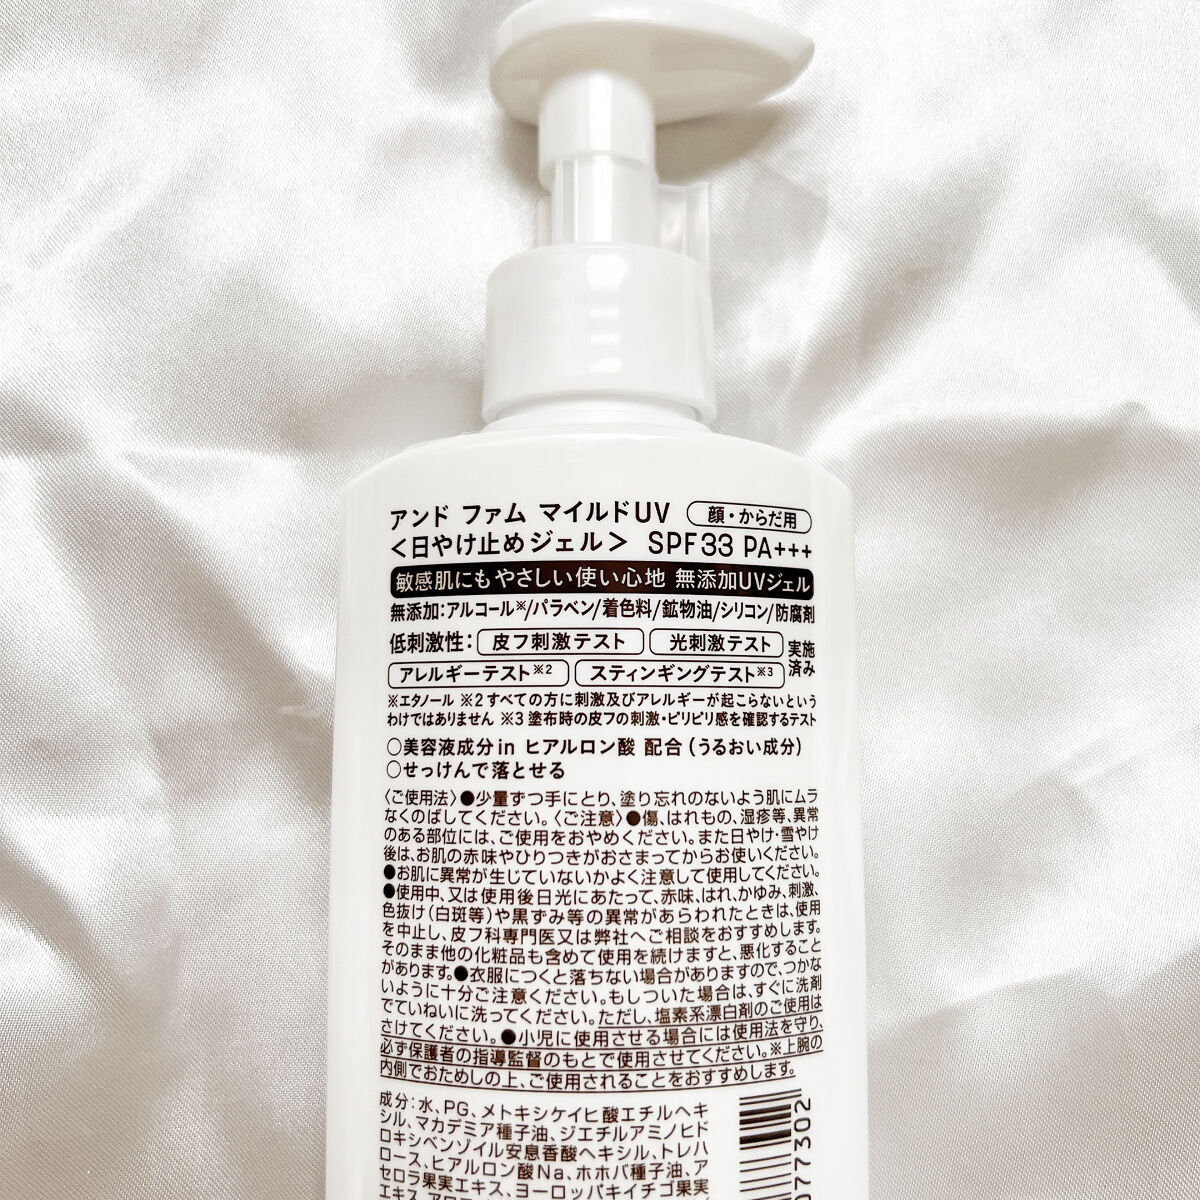 アンド ファム マイルドUV 顔・からだ用
<日やけ止めジェル> SPF33 PA+++
敏感肌にもやさしい使い心地 無添加UVジェル
無添加:アルコール※/パラベン/着色料/鉱物油/シリコン/防腐剤
低刺激性: 皮フ刺激テスト 光刺激テスト 実施済み
アレルギーテスト※2 スティンギングテスト※3
※エタノール ※2 すべての方に刺激及びアレルギーが起こらないという
わけではありません ※3 塗布時の皮フの刺激・ピリピリ感を確認するテスト
○美容液成分in ヒアルロン酸 配合(うるおい成分)
○せっけんで落とせる
〈ご使用法〉●少量ずつ手にとり、塗り忘れのないよう肌にムラ
なくのばしてください。〈ご注意〉●傷、はれもの、湿疹等、異常
のある部位には、ご使用をおやめください。また日やけ・雪やけ
後は、お肌の赤味やひりつきがおさまってからお使いください。
●お肌に異常が生じていないかよく注意して使用してください。
●使用中、又は使用後日光にあたって、赤味、はれ、かゆみ、刺激、
色抜け(白斑等)や黒ずみ等の異常があらわれたときは、使用
を中止し、皮フ科専門医又は弊社へご相談をおすすめします。
そのまま他の化粧品も含めて使用を続けますと、悪化すること
があります。●衣服につくと落ちない場合がありますので、つかな
いように十分ご注意ください。もしついた場合は、すぐに洗剤
でていねいに洗ってください。ただし、塩素系漂白剤のご使用は
さけてください。●小児に使用させる場合には使用法を守り、
必ず保護者の指導監督のもとで使用させてください。※上腕の
内側でおためしの上、ご使用されることをおすすめします。
成分:水、PG、メトキシケイヒ酸エチルヘキ
シル、マカデミア種子油、ジエチルアミノヒド
ロキシベンゾイル安息香酸ヘキシル、トレハ
ロース、ヒアルロン酸Na、ホホバ種子油、ア
セロラ果実エキス、ヨーロッパキイチゴ果実
077302